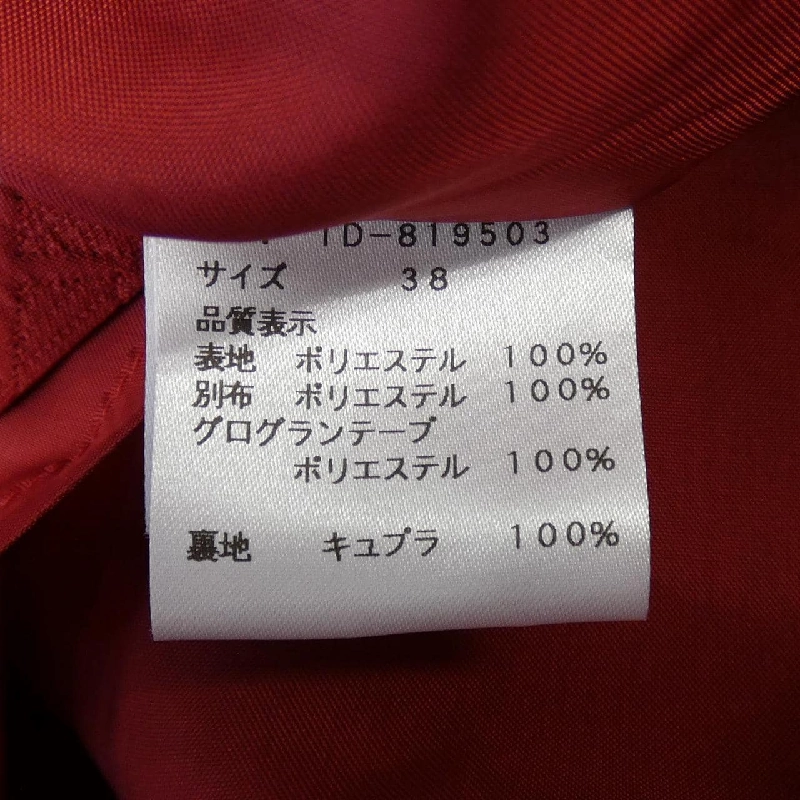 1D-819503
サイズ 38
品質表示
表地 ポリエステル 100%
別布 ポリエステル 100%
グログランテープ
ポリエステル 100%
裏地 キュプラ 100%